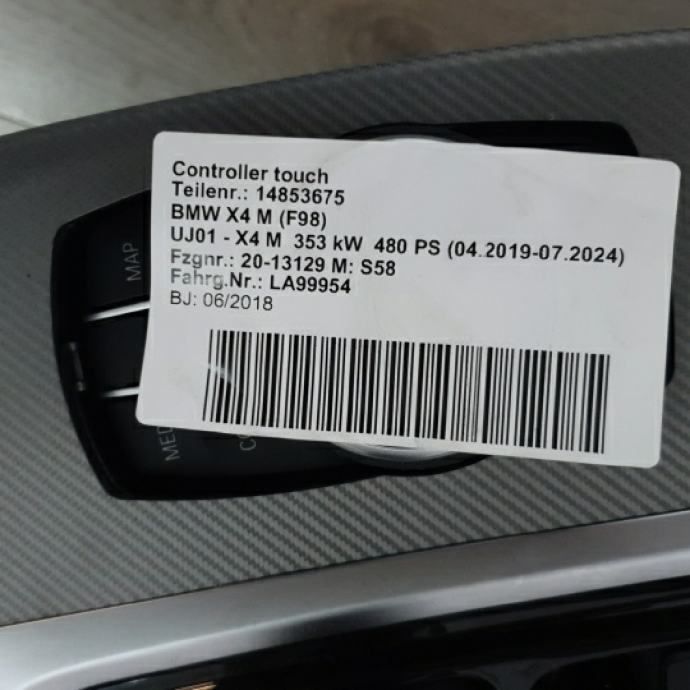 Controller touch
Teilenr.: 14853675
BMW X4 M (F98)
UJ01 - X4 M 353 kW 480 PS (04.2019-07.2024)
Fzgnr.: 20-13129 M: S58
Fahrg.Nr.: LA99954
BJ: 06/2018
MAP